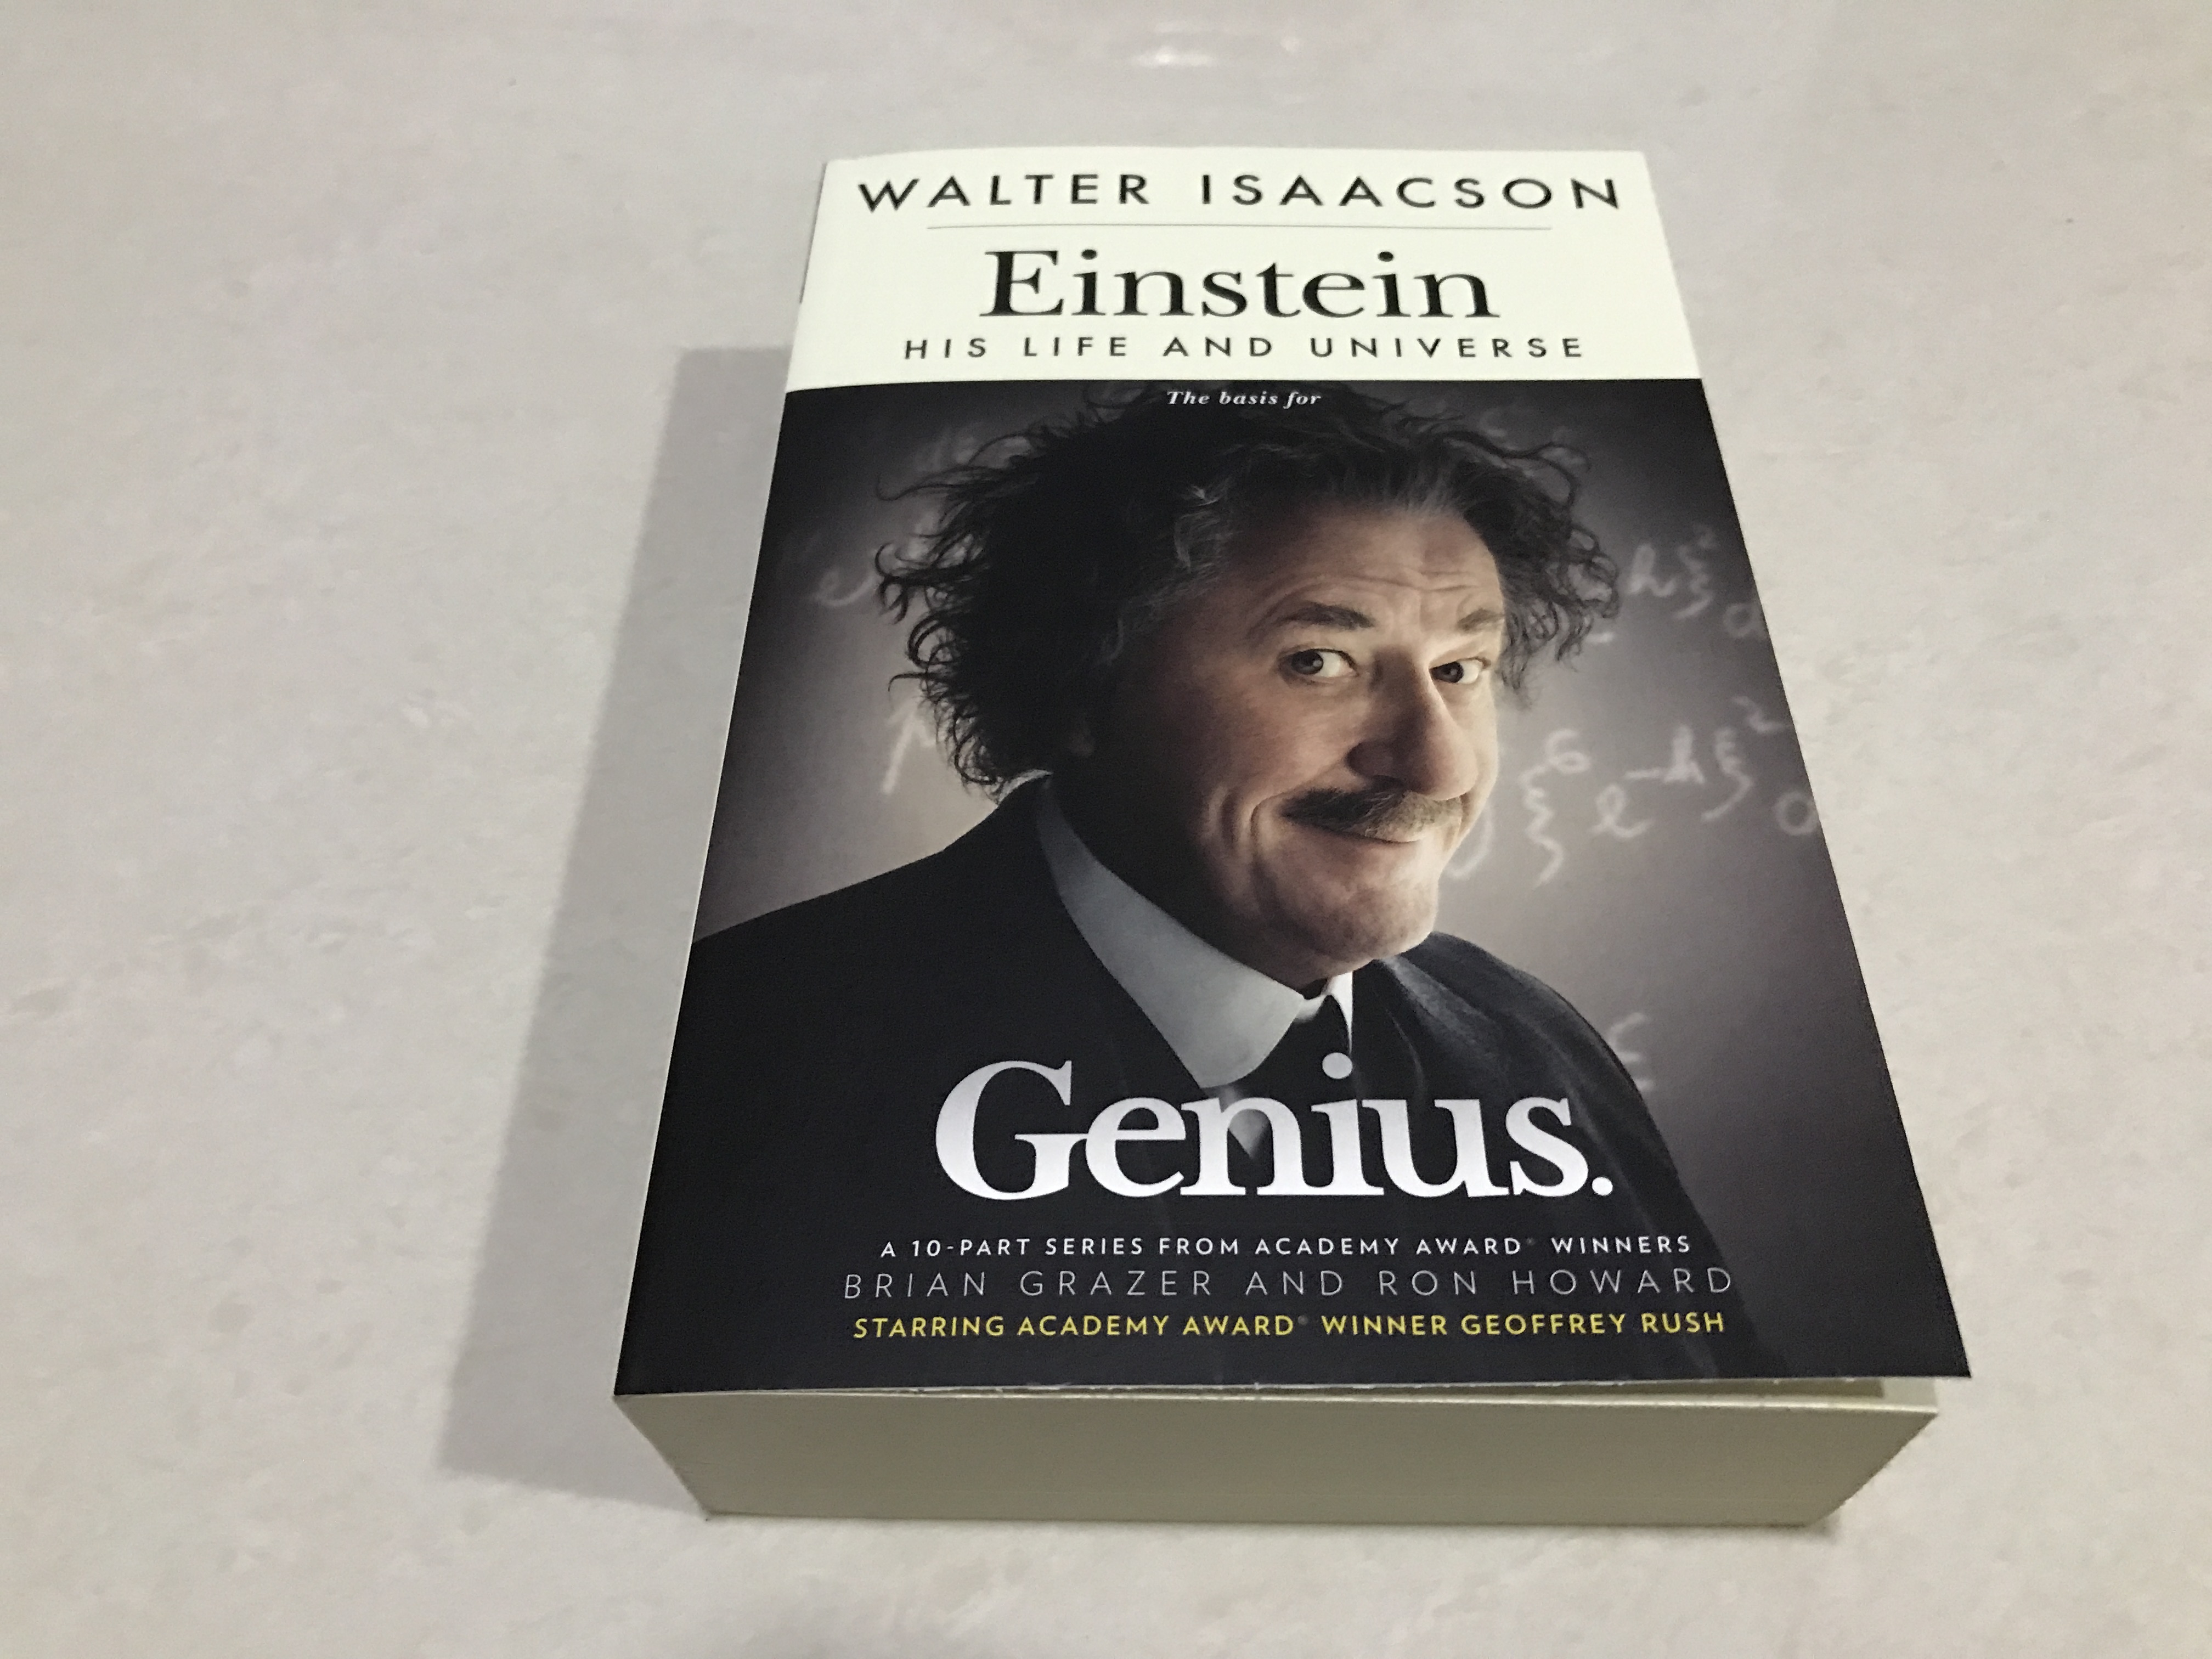 WALTER ISAACSON
Einstein
HIS LIFE AND UNIVERSE
The basis for
Genius.
A 10-PART SERIES FROM ACADEMY AWARD® WINNERS
BRIAN GRAZER AND RON HOWARD
STARRING ACADEMY AWARD® WINNER GEOFFREY RUSH